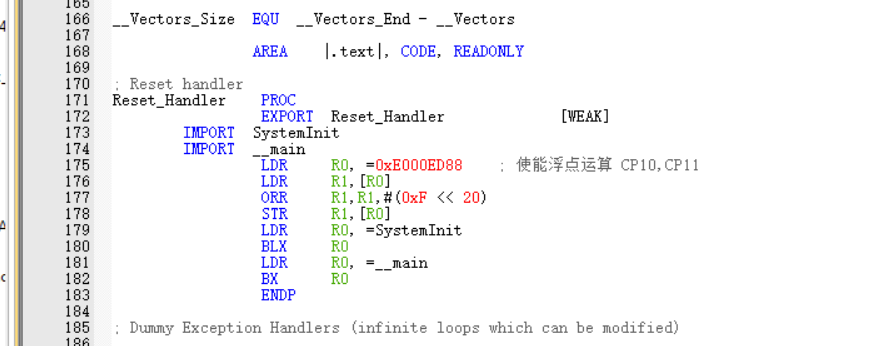 165
166 __Vectors_Size EQU __Vectors_End - __Vectors
167
168 AREA |.text|, CODE, READONLY
169
170 ; Reset handler
171 Reset_Handler PROC
172 EXPORT Reset_Handler [WEAK]
173 IMPORT SystemInit
174 IMPORT __main
175 LDR R0, =0xE000ED88 ; 使能浮点运算 CP10,CP11
176 LDR R1,[R0]
177 ORR R1,R1,#(0xF << 20)
178 STR R1,[R0]
179 LDR R0, =SystemInit
180 BLX R0
181 LDR R0, =__main
182 BX R0
183 ENDP
184
185 ; Dummy Exception Handlers (infinite loops which can be modified)
186